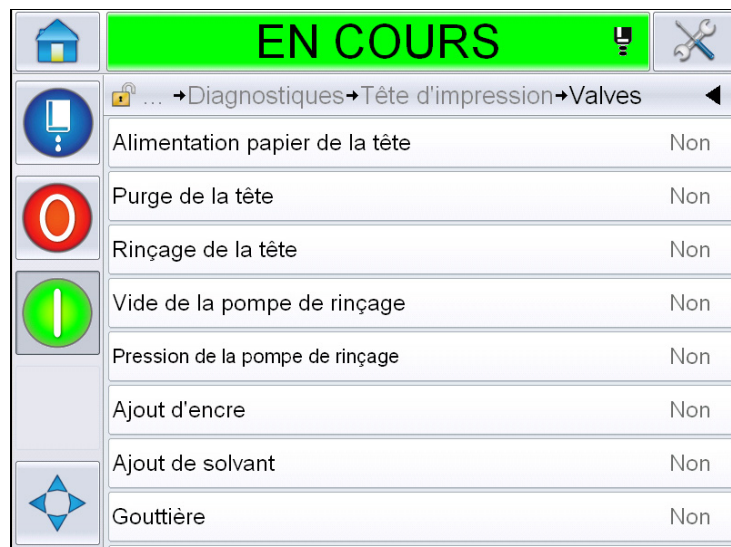 EN COURS
... →Diagnostiques→Tête d'impression→Valves
Alimentation papier de la tête Non
Purge de la tête Non
Rinçage de la tête Non
Vide de la pompe de rinçage Non
Pression de la pompe de rinçage Non
Ajout d'encre Non
Ajout de solvant Non
Gouttière Non